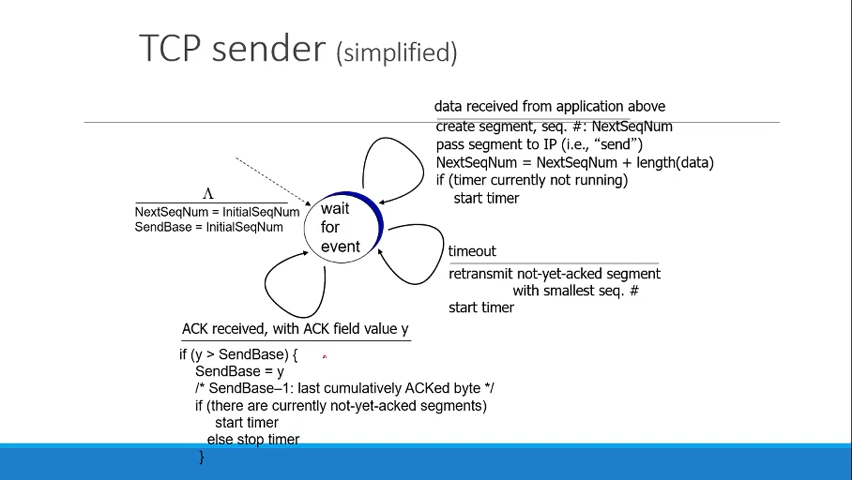 TCP sender (simplified)
data received from application above
create segment, seq. #: NextSeqNum
pass segment to IP (i.e., “send”)
NextSeqNum = NextSeqNum + length(data)
if (timer currently not running)
start timer
Λ
NextSeqNum = InitialSeqNum
SendBase = InitialSeqNum
wait
for
event
timeout
retransmit not-yet-acked segment
with smallest seq. #
start timer
ACK received, with ACK field value y
if (y > SendBase) {
SendBase = y
/* SendBase–1: last cumulatively ACKed byte */
if (there are currently not-yet-acked segments)
start timer
else stop timer
}